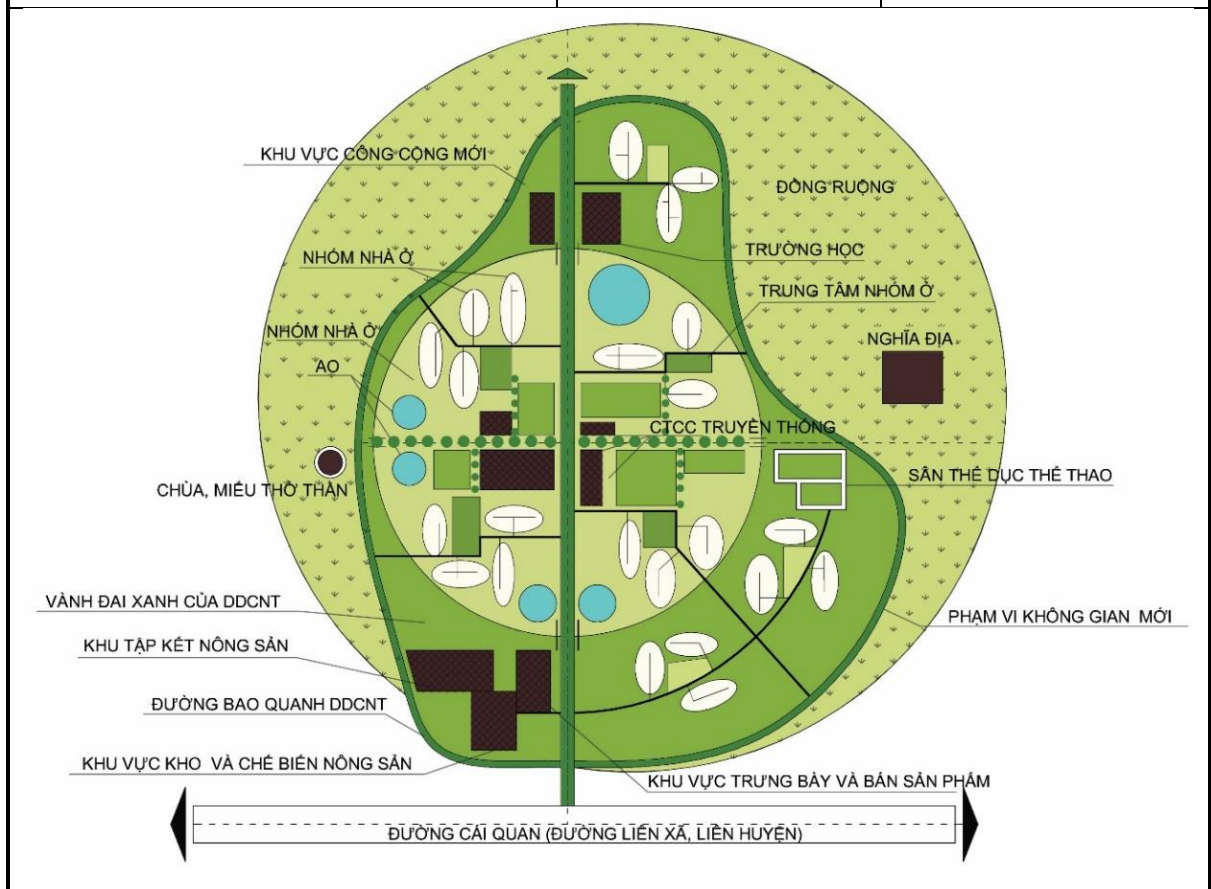 KHU VỰC CÔNG CỘNG MỚI
ĐỒNG RUỘNG
NHÓM NHÀ Ở
TRƯỜNG HỌC
TRUNG TÂM NHÓM Ở
NHÓM NHÀ Ở
NGHĨA ĐỊA
AO
CTCC TRUYỀN THỐNG
CHÙA, MIẾU THỜ THẦN
SÂN THỂ DỤC THỂ THAO
VÀNH ĐAI XANH CỦA DDCNT
PHẠM VI KHÔNG GIAN MỚI
KHU TẬP KẾT NÔNG SẢN
ĐƯỜNG BAO QUANH DDCNT
KHU VỰC KHO VÀ CHẾ BIẾN NÔNG SẢN
KHU VỰC TRƯNG BÀY VÀ BÁN SẢN PHẨM
ĐƯỜNG CÁI QUAN (ĐƯỜNG LIÊN XÃ, LIÊN HUYỆN)